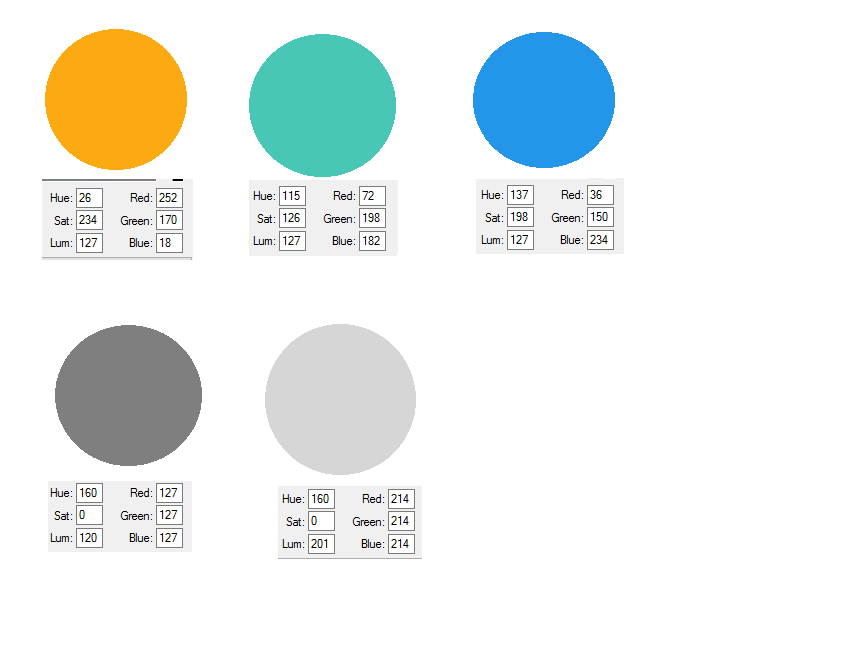 Hue: 26 Red: 252
Sat: 234 Green: 170
Lum: 127 Blue: 18
Hue: 115 Red: 72
Sat: 126 Green: 198
Lum: 127 Blue: 182
Hue: 137 Red: 36
Sat: 198 Green: 150
Lum: 127 Blue: 234
Hue: 160 Red: 127
Sat: 0 Green: 127
Lum: 120 Blue: 127
Hue: 160 Red: 214
Sat: 0 Green: 214
Lum: 201 Blue: 214